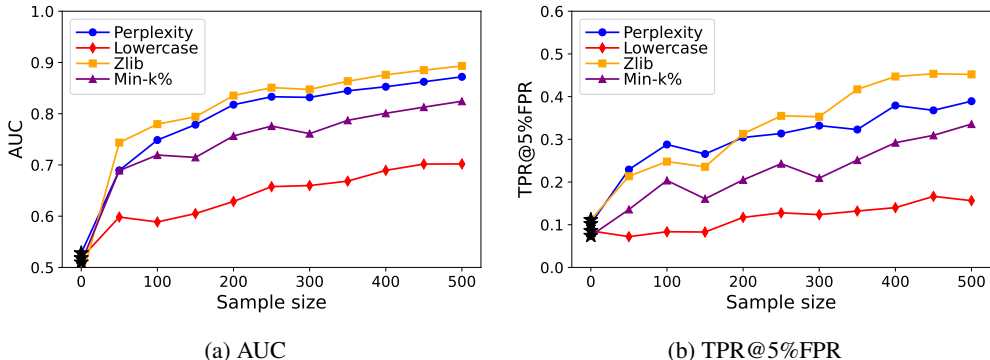 1.0
0.9
0.8
0.7
0.6
0.5
AUC
0
100
200
300
400
500
Sample size
Perplexity
Lowercase
Zlib
Min-k%
(a) AUC
0.6
0.5
0.4
0.3
0.2
0.1
0.0
TPR@5%FPR
0
100
200
300
400
500
Sample size
Perplexity
Lowercase
Zlib
Min-k%
(b) TPR@5%FPR